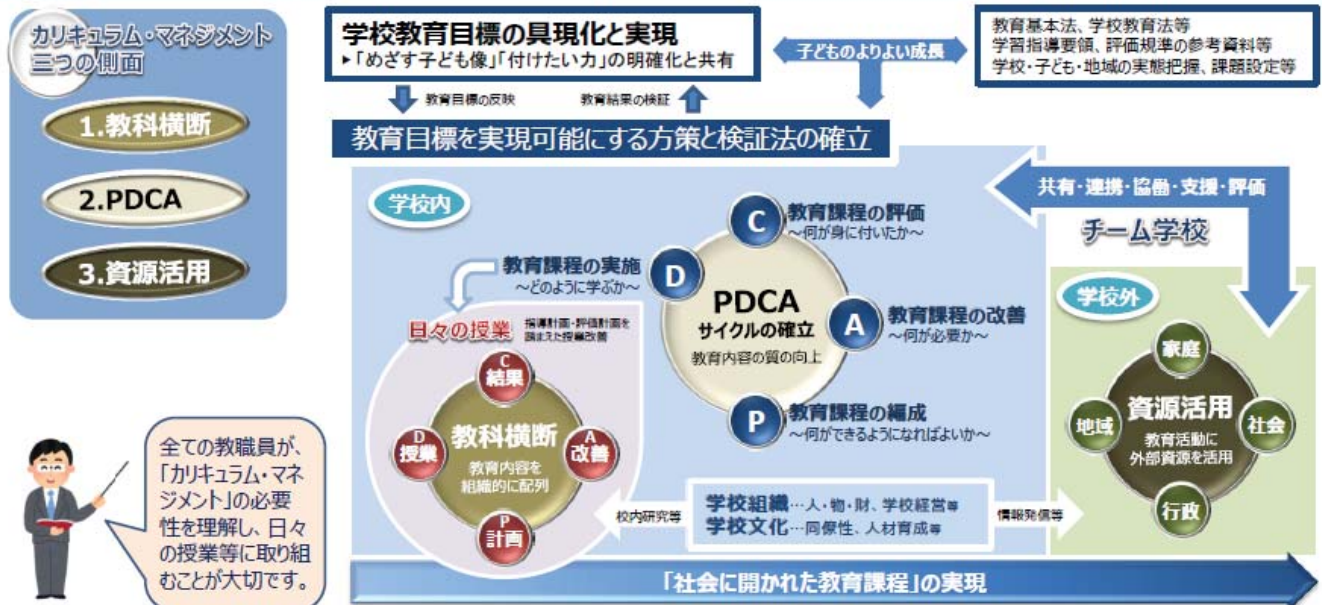 カリキュラム・マネジメント
三つの側面
1.教科横断
2.PDCA
3.資源活用
学校教育目標の具現化と実現
▶「めざす子ども像」「付けたい力」の明確化と共有
子どものよりよい成長
教育基本法、学校教育法等
学習指導要領、評価規準の参考資料等
学校・子ども・地域の実態把握、課題設定等
教育目標の反映
教育結果の検証
教育目標を実現可能にする方策と検証法の確立
共有・連携・協働・支援・評価
チーム学校
学校内
C
教育課程の評価
～何が身に付いたか～
教育課程の実施
～どのように学ぶか～
D
PDCA
サイクルの確立
教育内容の質の向上
A
教育課程の改善
～何が必要か～
P
教育課程の編成
～何ができるようになればよいか～
日々の授業
指導計画・評価計画を
踏まえた授業改善
C
結果
D
授業
教科横断
教育内容を
組織的に配列
A
改善
P
計画
学校外
家庭
地域
資源活用
教育活動に
外部資源を活用
社会
行政
校内研究等
学校組織…人・物・財、学校経営等
学校文化…同僚性、人材育成等
情報発信等
全ての教職員が、
「カリキュラム・マネ
ジメント」の必要
性を理解し、日々
の授業等に取り組
むことが大切です。
「社会に開かれた教育課程」の実現